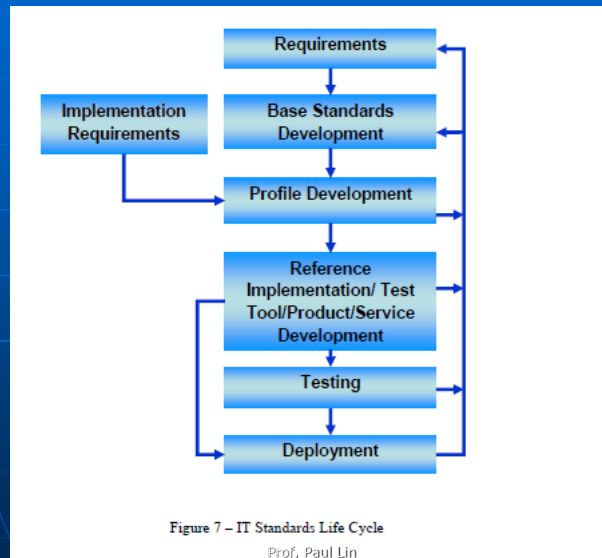 Requirements
Implementation
Requirements
Base Standards
Development
Profile Development
Reference
Implementation/ Test
Tool/Product/Service
Development
Testing
Deployment
Figure 7 – IT Standards Life Cycle
Prof. Paul Lin